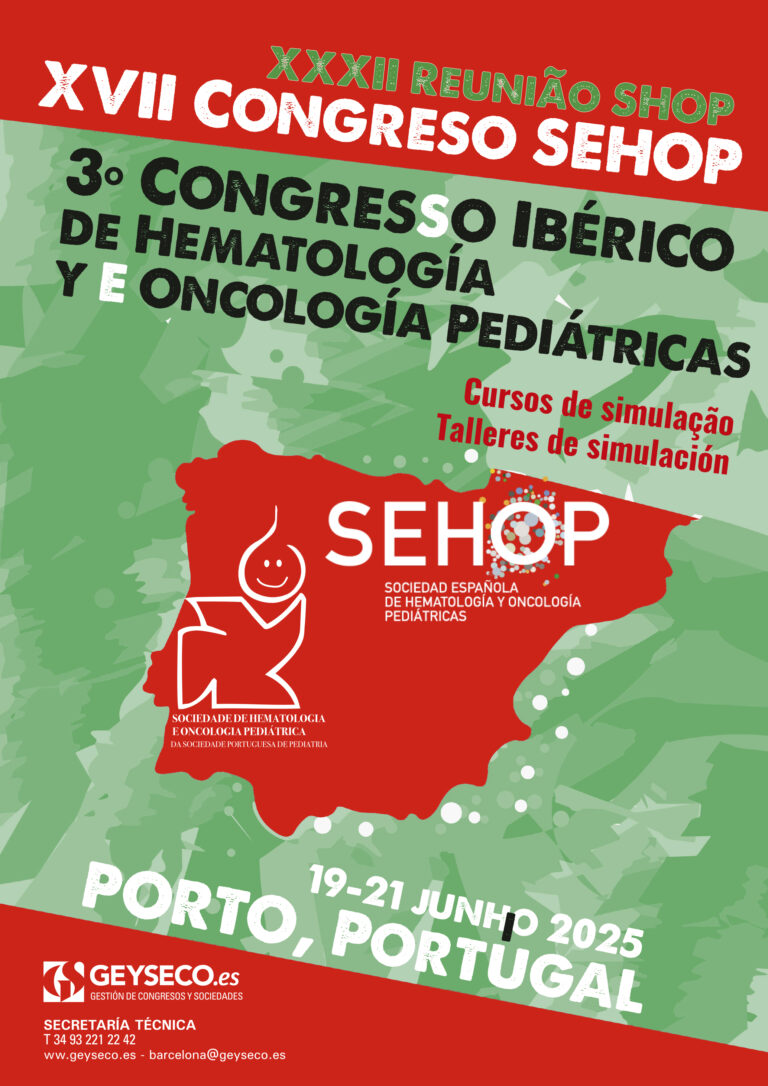 XXXII REUNIÃO SHOP
XVII CONGRESO SEHOP
3º CONGRESSO IBÉRICO
DE HEMATOLOGÍA
Y E ONCOLOGÍA PEDIÁTRICAS
Cursos de simulação
Talleres de simulación
SEHOP
SOCIEDAD ESPAÑOLA
DE HEMATOLOGÍA Y ONCOLOGÍA
PEDIÁTRICAS
SOCIEDADE DE HEMATOLOGIA
E ONCOLOGIA PEDIÁTRICA
DA SOCIEDADE PORTUGUESA DE PEDIATRIA
19-21 JUNHO 2025
PORTO, PORTUGAL
GEYSECO.es
GESTIÓN DE CONGRESOS Y SOCIEDADES
SECRETARÍA TÉCNICA
T 34 93 221 22 42
ww.geyseco.es - barcelona@geyseco.es